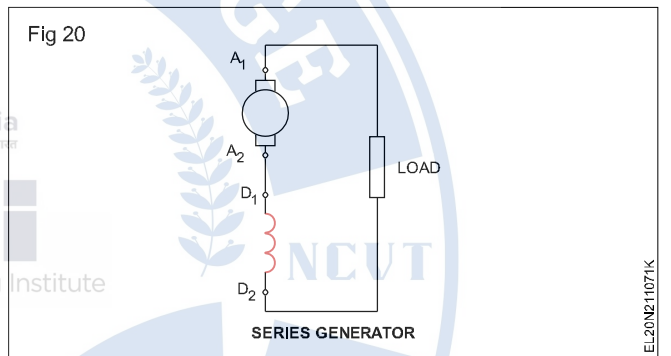 Fig 20
A1
A2
LOAD
D1
D2
NCVT
Institute
SERIES GENERATOR
EL20N211071K